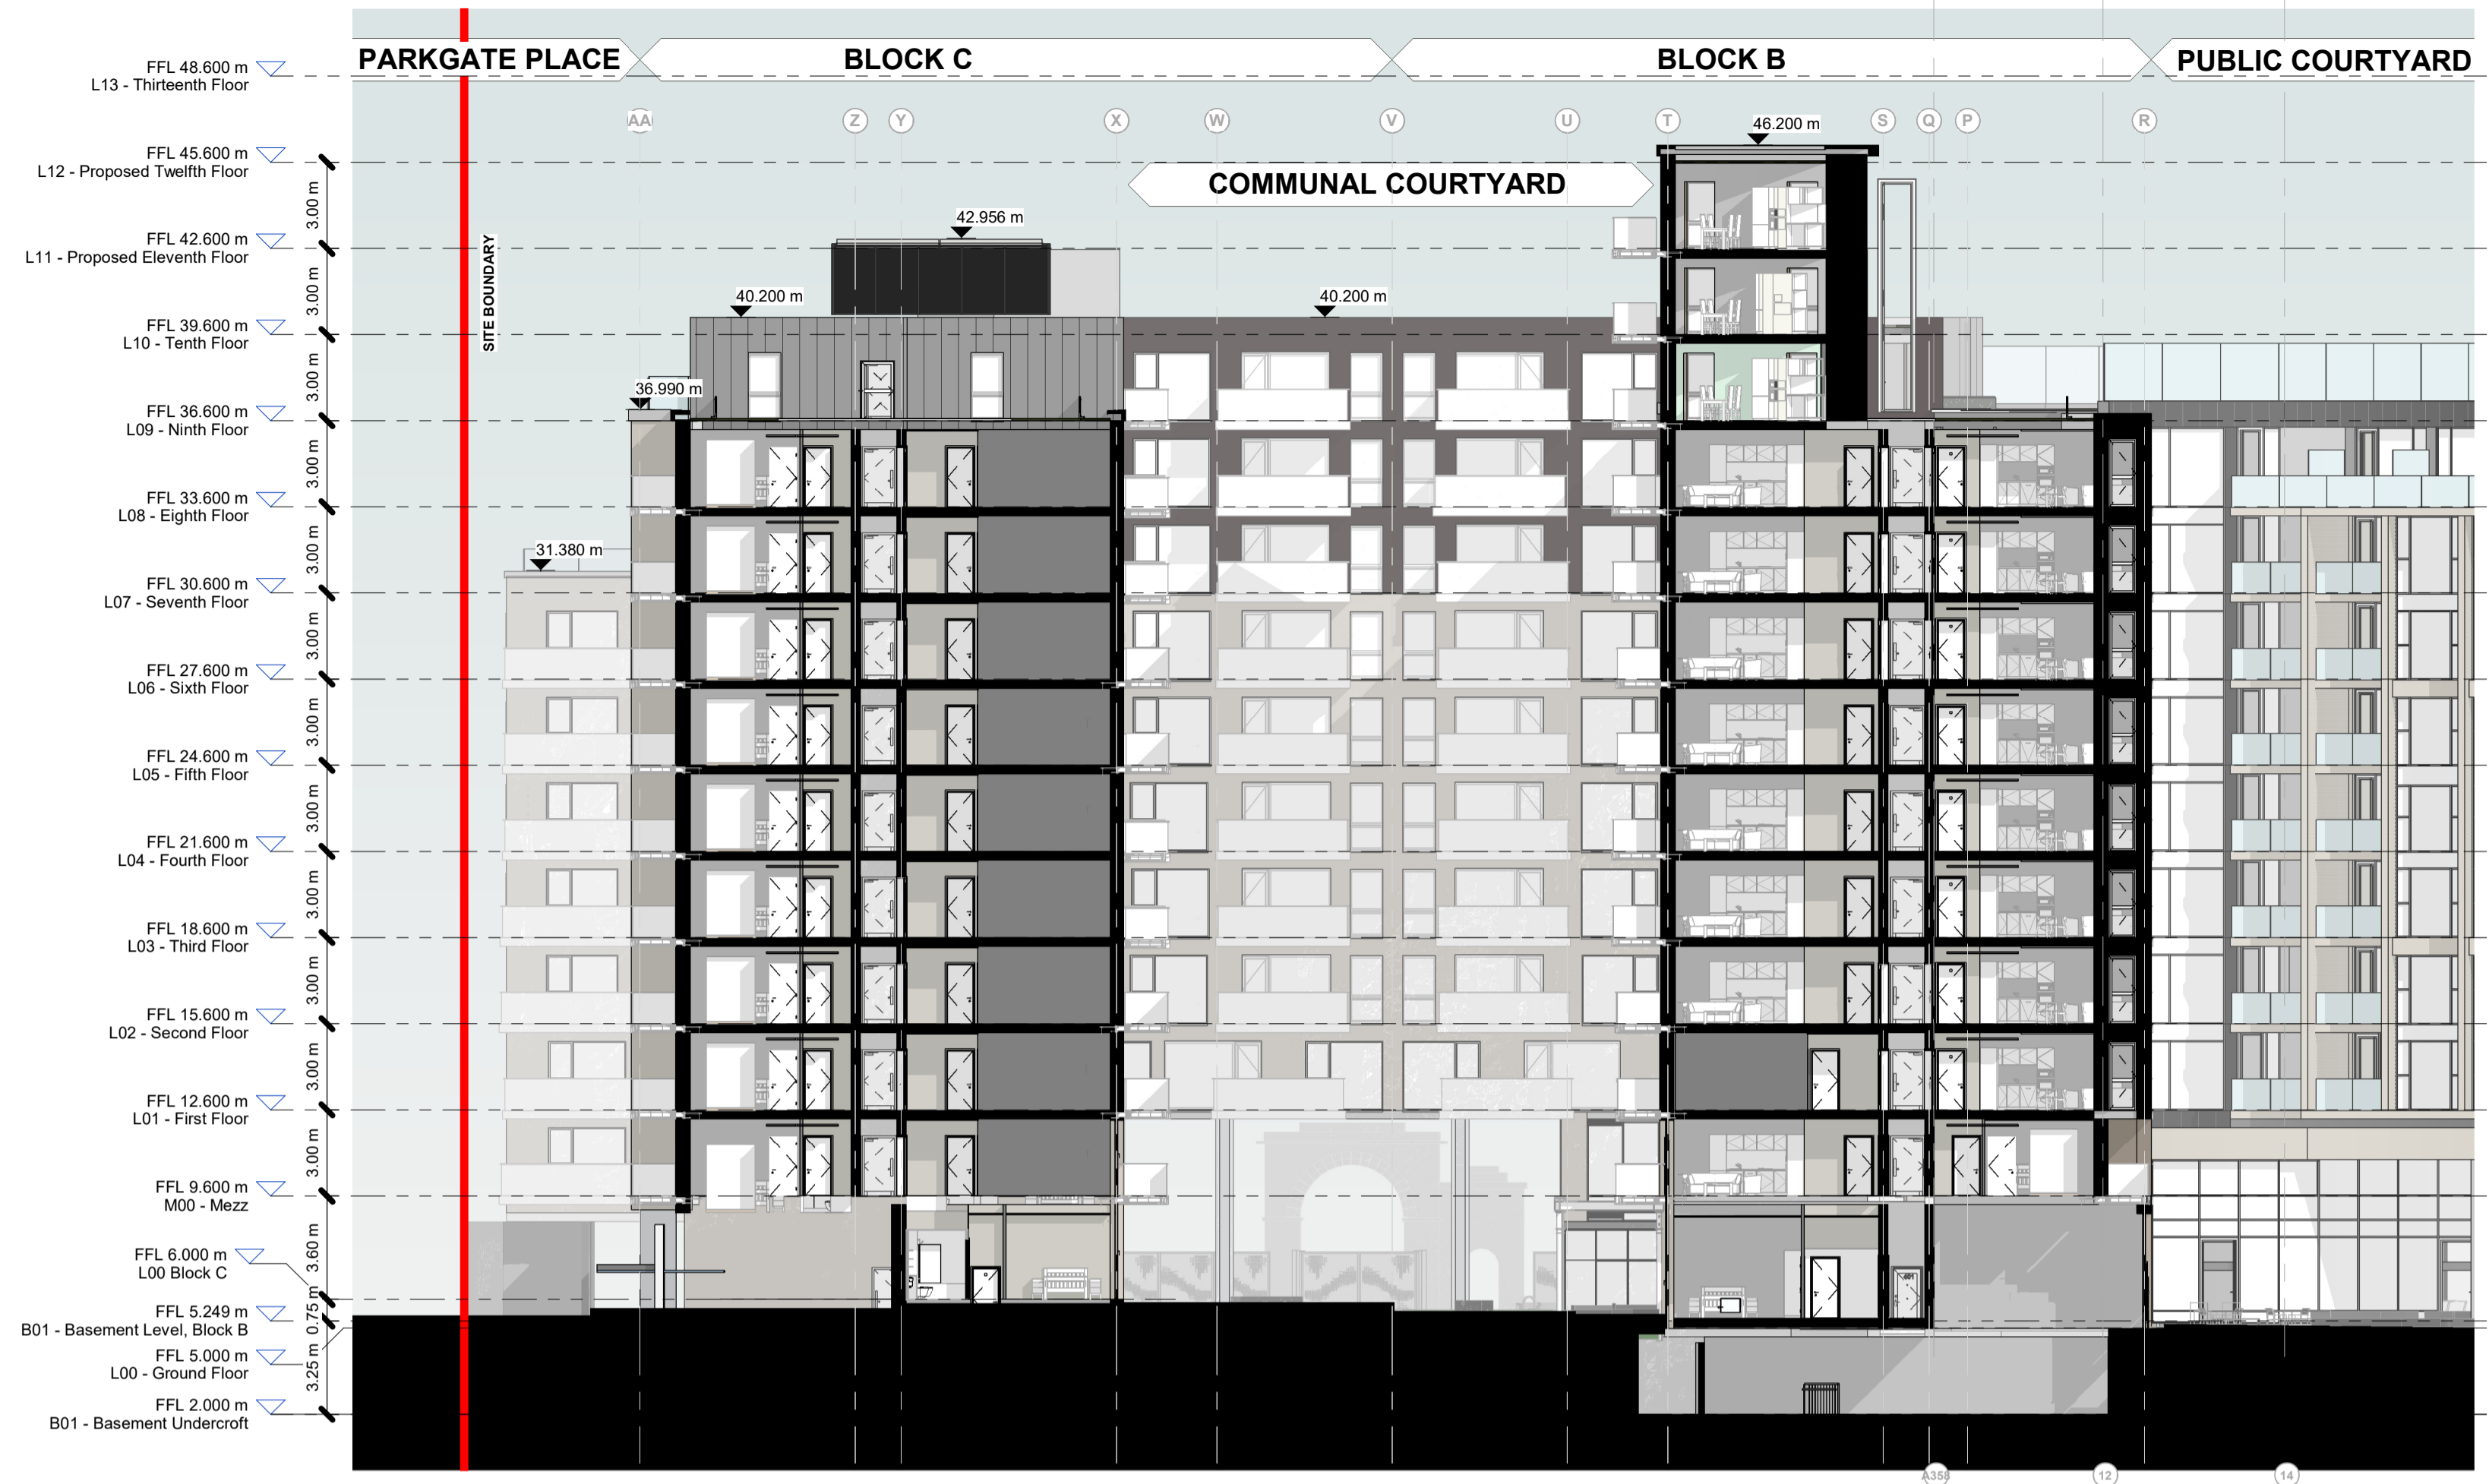 PARKGATE PLACE
BLOCK C
BLOCK B
PUBLIC COURTYARD
FFL 48.600 m
L13 - Thirteenth Floor
AA
Z
Y
X
W
V
U
T
S
Q
P
R
46.200 m
FFL 45.600 m
L12 - Proposed Twelfth Floor
COMMUNAL COURTYARD
3.00 m
42.956 m
FFL 42.600 m
L11 - Proposed Eleventh Floor
SITE BOUNDARY
3.00 m
40.200 m
40.200 m
FFL 39.600 m
L10 - Tenth Floor
3.00 m
36.990 m
FFL 36.600 m
L09 - Ninth Floor
3.00 m
FFL 33.600 m
L08 - Eighth Floor
3.00 m
31.380 m
FFL 30.600 m
L07 - Seventh Floor
3.00 m
FFL 27.600 m
L06 - Sixth Floor
3.00 m
FFL 24.600 m
L05 - Fifth Floor
3.00 m
FFL 21.600 m
L04 - Fourth Floor
3.00 m
FFL 18.600 m
L03 - Third Floor
3.00 m
FFL 15.600 m
L02 - Second Floor
3.00 m
FFL 12.600 m
L01 - First Floor
3.00 m
FFL 9.600 m
M00 - Mezz
3.60 m
FFL 6.000 m
L00 Block C
0.75 m
FFL 5.249 m
B01 - Basement Level, Block B
FFL 5.000 m
L00 - Ground Floor
3.25 m
FFL 2.000 m
B01 - Basement Undercroft
A358
12
14